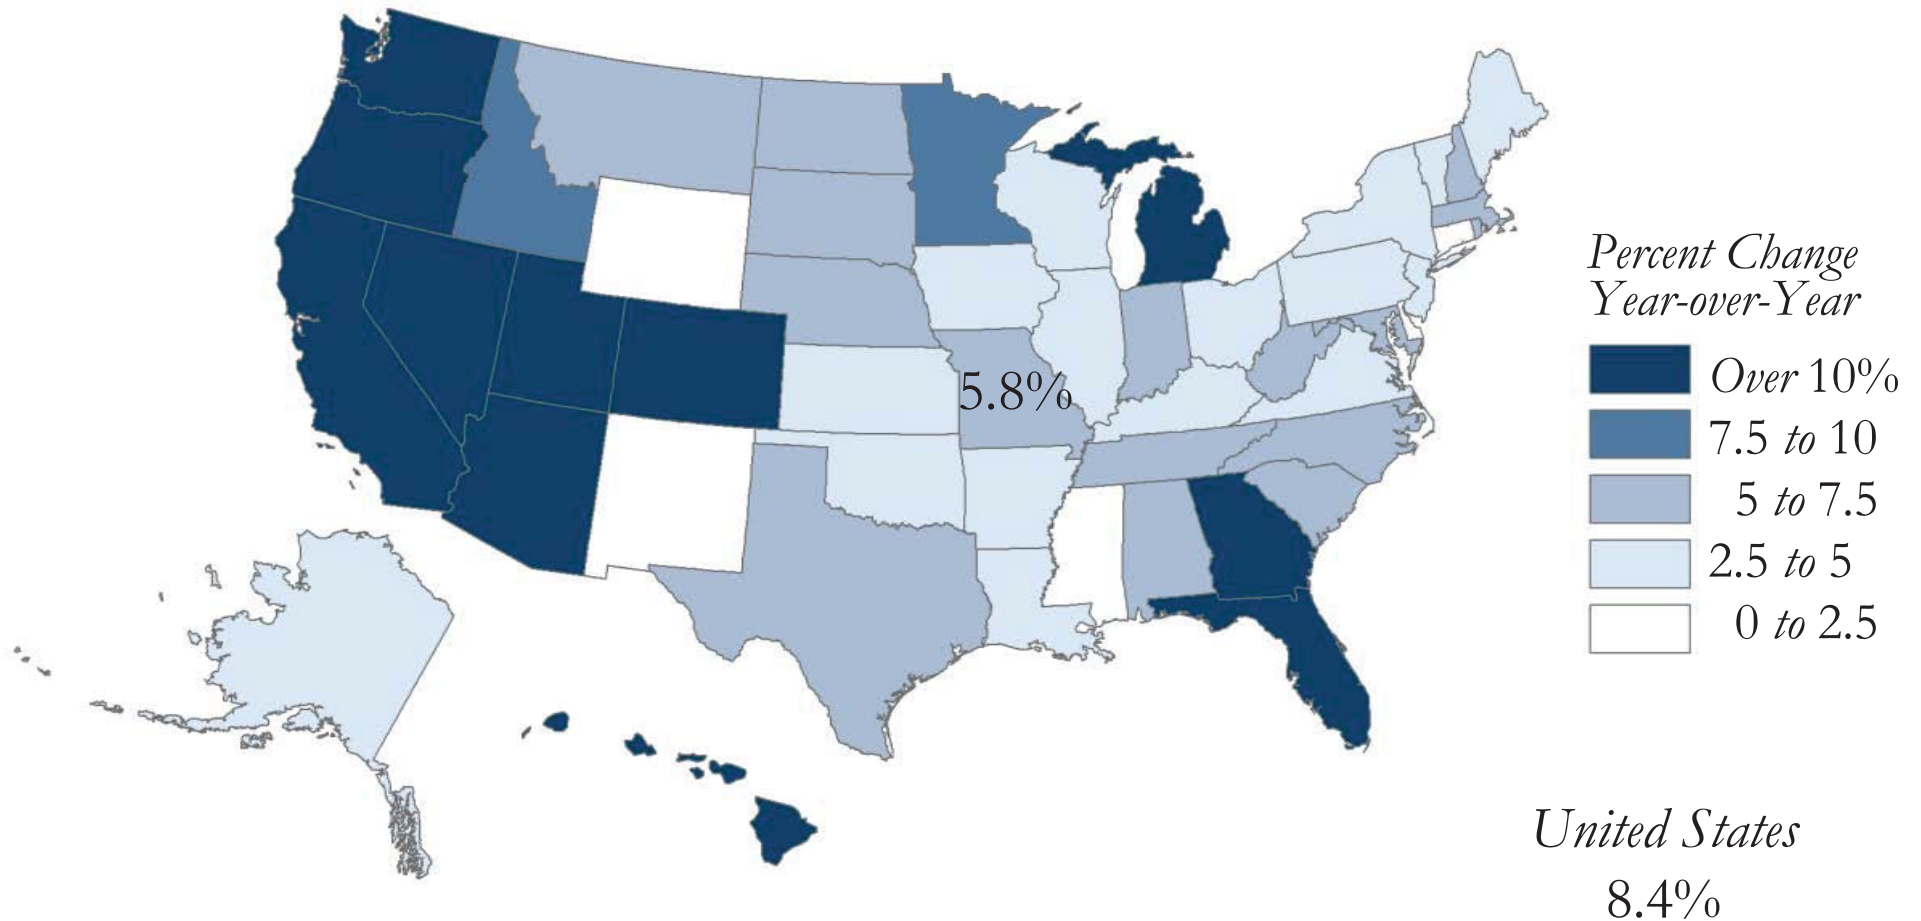 Percent Change
Year-over-Year
Over 10%
7.5 to 10
5 to 7.5
2.5 to 5
0 to 2.5
5.8%
United States
8.4%